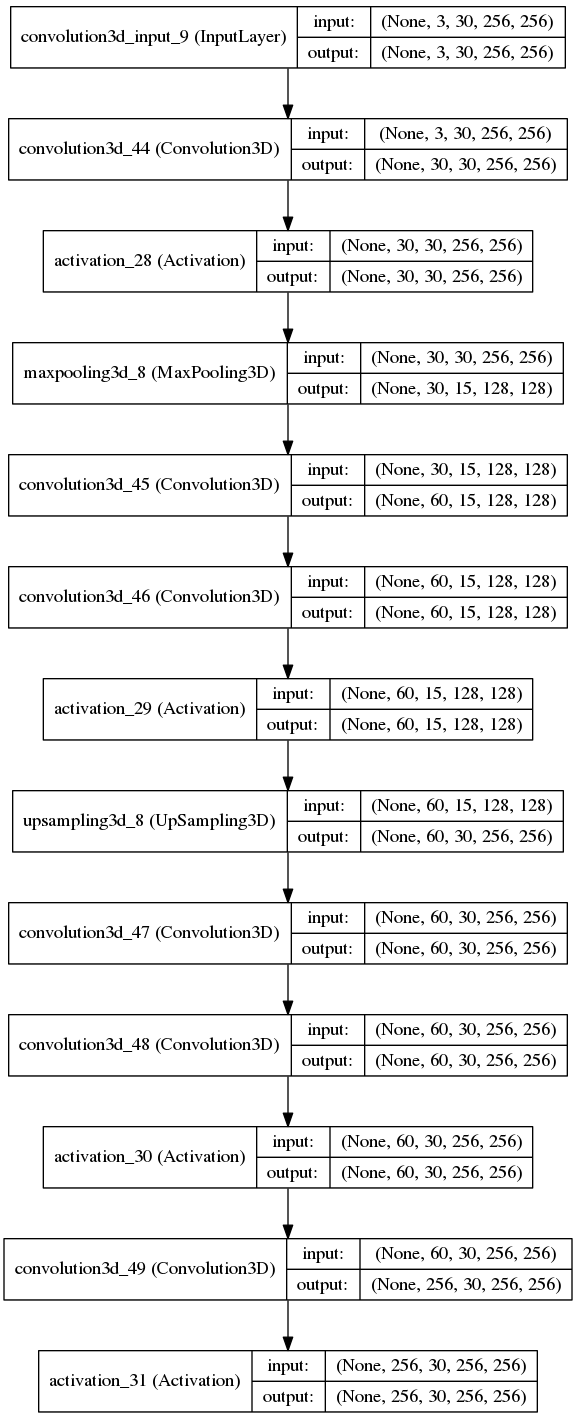 convolution3d_input_9 (InputLayer)
input: (None, 3, 30, 256, 256)
output: (None, 3, 30, 256, 256)
convolution3d_44 (Convolution3D)
input: (None, 3, 30, 256, 256)
output: (None, 30, 30, 256, 256)
activation_28 (Activation)
input: (None, 30, 30, 256, 256)
output: (None, 30, 30, 256, 256)
maxpooling3d_8 (MaxPooling3D)
input: (None, 30, 30, 256, 256)
output: (None, 30, 15, 128, 128)
convolution3d_45 (Convolution3D)
input: (None, 30, 15, 128, 128)
output: (None, 60, 15, 128, 128)
convolution3d_46 (Convolution3D)
input: (None, 60, 15, 128, 128)
output: (None, 60, 15, 128, 128)
activation_29 (Activation)
input: (None, 60, 15, 128, 128)
output: (None, 60, 15, 128, 128)
upsampling3d_8 (UpSampling3D)
input: (None, 60, 15, 128, 128)
output: (None, 60, 30, 256, 256)
convolution3d_47 (Convolution3D)
input: (None, 60, 30, 256, 256)
output: (None, 60, 30, 256, 256)
convolution3d_48 (Convolution3D)
input: (None, 60, 30, 256, 256)
output: (None, 60, 30, 256, 256)
activation_30 (Activation)
input: (None, 60, 30, 256, 256)
output: (None, 60, 30, 256, 256)
convolution3d_49 (Convolution3D)
input: (None, 60, 30, 256, 256)
output: (None, 256, 30, 256, 256)
activation_31 (Activation)
input: (None, 256, 30, 256, 256)
output: (None, 256, 30, 256, 256)